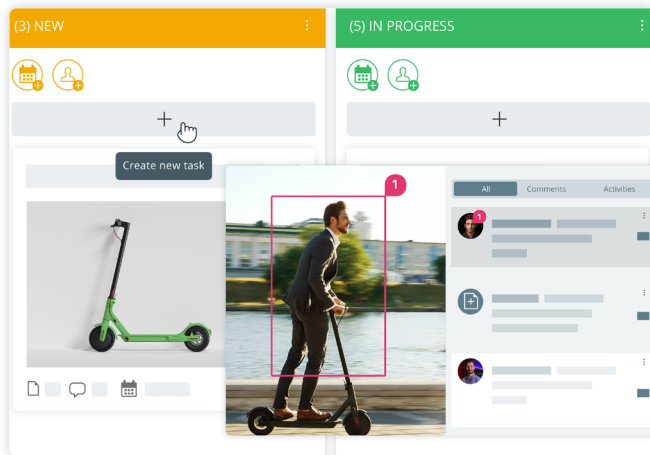 (3) NEW
(5) IN PROGRESS
Create new task
1
All Comments Activities
1